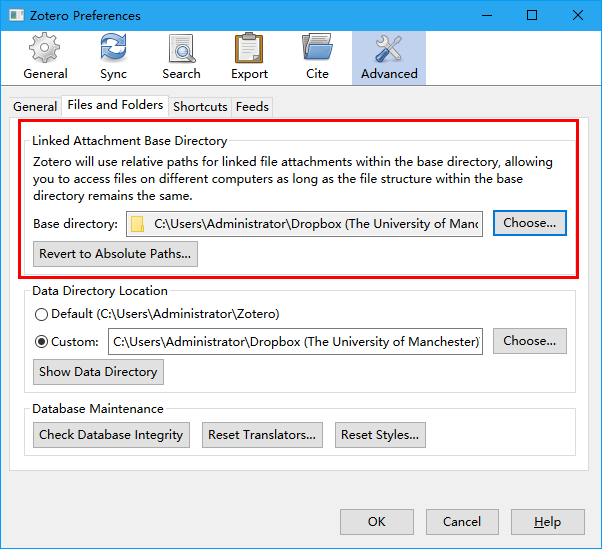 Zotero Preferences
General Sync Search Export Cite Advanced
General Files and Folders Shortcuts Feeds
Linked Attachment Base Directory
Zotero will use relative paths for linked file attachments within the base directory, allowing
you to access files on different computers as long as the file structure within the base
directory remains the same.
Base directory: C:\Users\Administrator\Dropbox (The University of Manc Choose...
Revert to Absolute Paths...
Data Directory Location
Default (C:\Users\Administrator\Zotero)
Custom: C:\Users\Administrator\Dropbox (The University of Manchester) Choose...
Show Data Directory
Database Maintenance
Check Database Integrity Reset Translators... Reset Styles...
OK Cancel Help